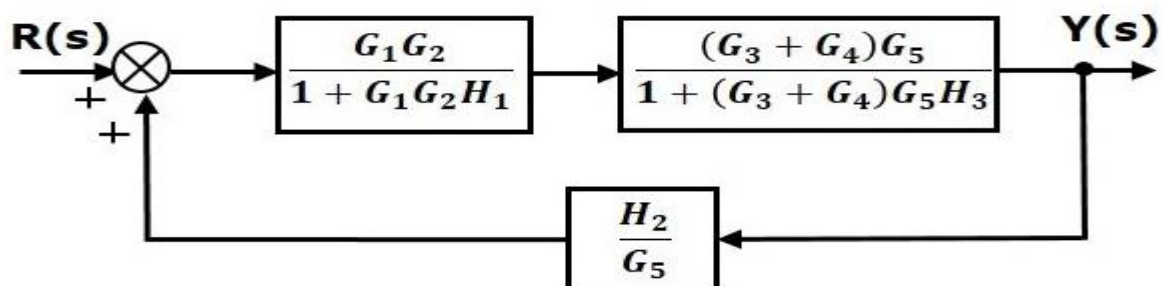 R(s)
Y(s)
+
+
G₁G₂
1 + G₁G₂H₁
(G₃ + G₄)G₅
1 + (G₃ + G₄)G₅H₃
H₂
G₅